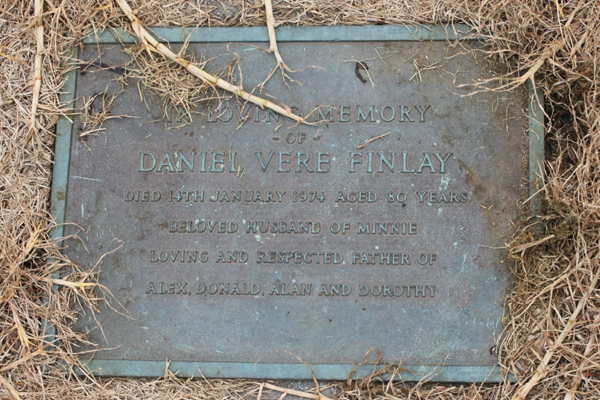 IN LOVING MEMORY
- OF -
DANIEL VERE FINLAY
DIED 14TH JANUARY 1974 AGED 80 YEARS
BELOVED HUSBAND OF MINNIE
LOVING AND RESPECTED FATHER OF
ALEX, DONALD, ALAN AND DOROTHY